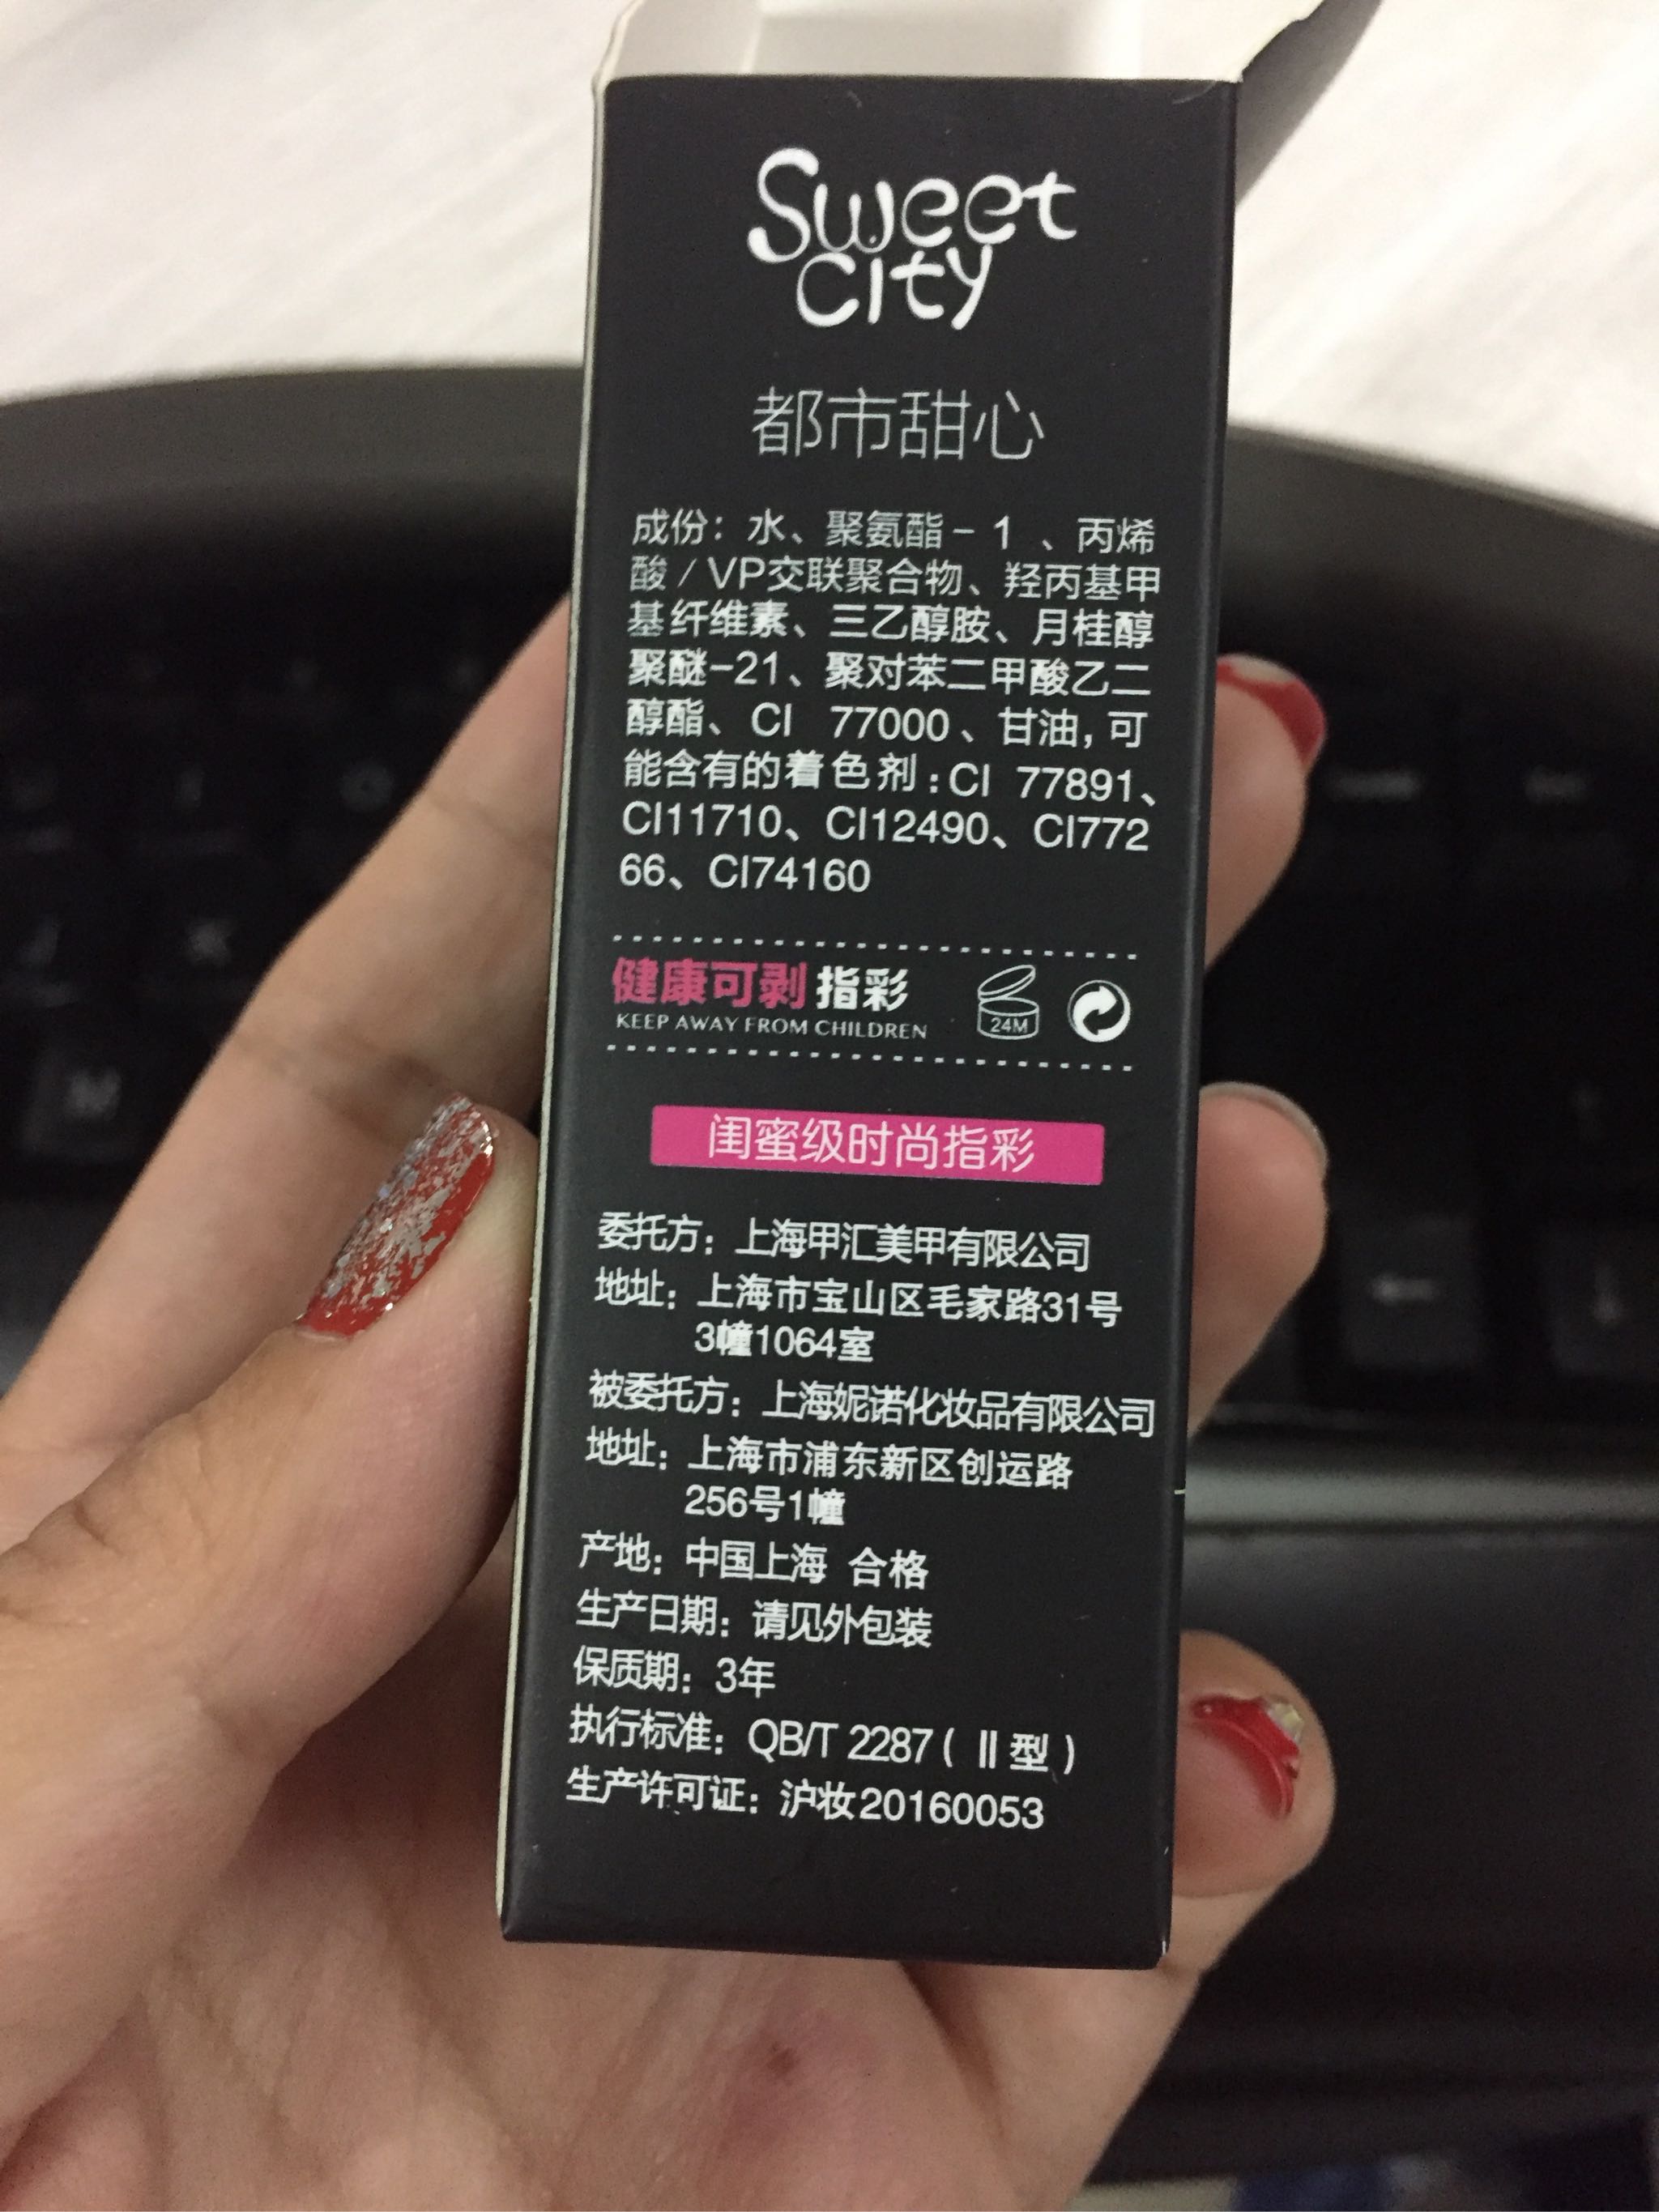 Sweet
City
都市甜心
成份：水、聚氨酯－1、丙烯
酸/VP交联聚合物、羟丙基甲
基纤维素、三乙醇胺、月桂醇
聚醚-21、聚对苯二甲酸乙二
醇酯、CI 77000、甘油,可
能含有的着色剂:CI 77891、
CI11710、CI12490、CI772
66、CI74160
健康可剥指彩
KEEP AWAY FROM CHILDREN
24M
闺蜜级时尚指彩
委托方：上海甲汇美甲有限公司
地址：上海市宝山区毛家路31号
3幢1064室
被委托方：上海妮诺化妆品有限公司
地址：上海市浦东新区创运路
256号1幢
产地：中国上海 合格
生产日期：请见外包装
保质期：3年
执行标准：QB/T 2287（Ⅱ型）
生产许可证：沪妆20160053
M